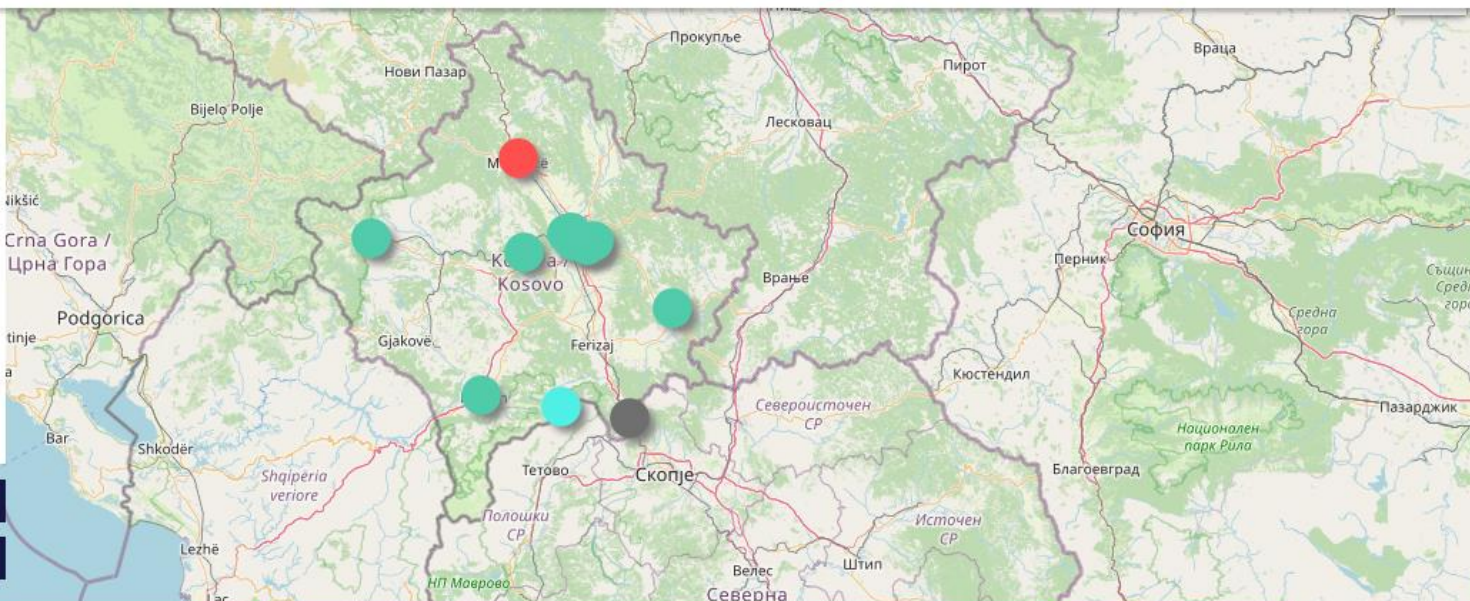 Прокупље
Враца
Нови Пазар
Пирот
Bijelo Polje
Лесковац
Crna Gora /
Црна Гора
София
Перник
Kosovo
Врање
Podgorica
Средна
гора
Gjakovë
Ferizaj
Кюстендил
Североисточен
СР
Пазарджик
Национален
парк Рила
Bar
Shkodër
Тетово
Скопје
Благоевград
Shqipëria
veriore
Полошки
СР
Источен
СР
Lezhë
Велес
Штип
НП Маврово
Северна